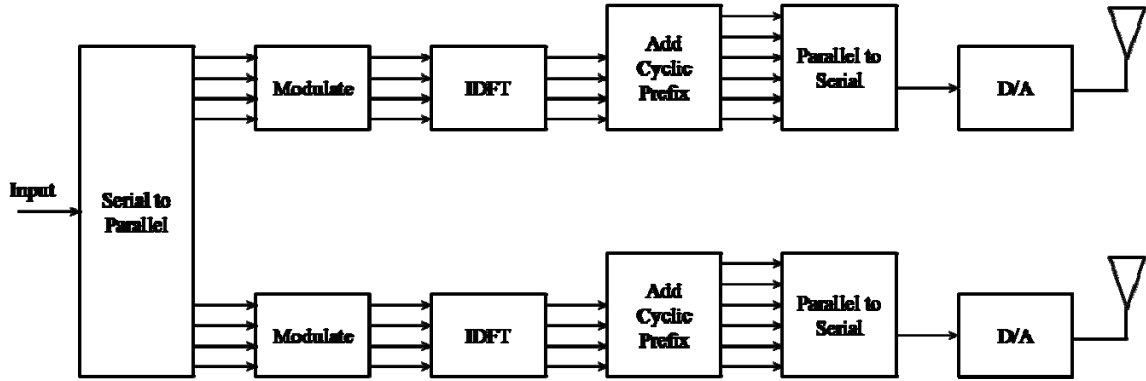 Input
Serial to
Parallel
Modulate
IDFT
Add
Cyclic
Prefix
Parallel to
Serial
D/A
Modulate
IDFT
Add
Cyclic
Prefix
Parallel to
Serial
D/A